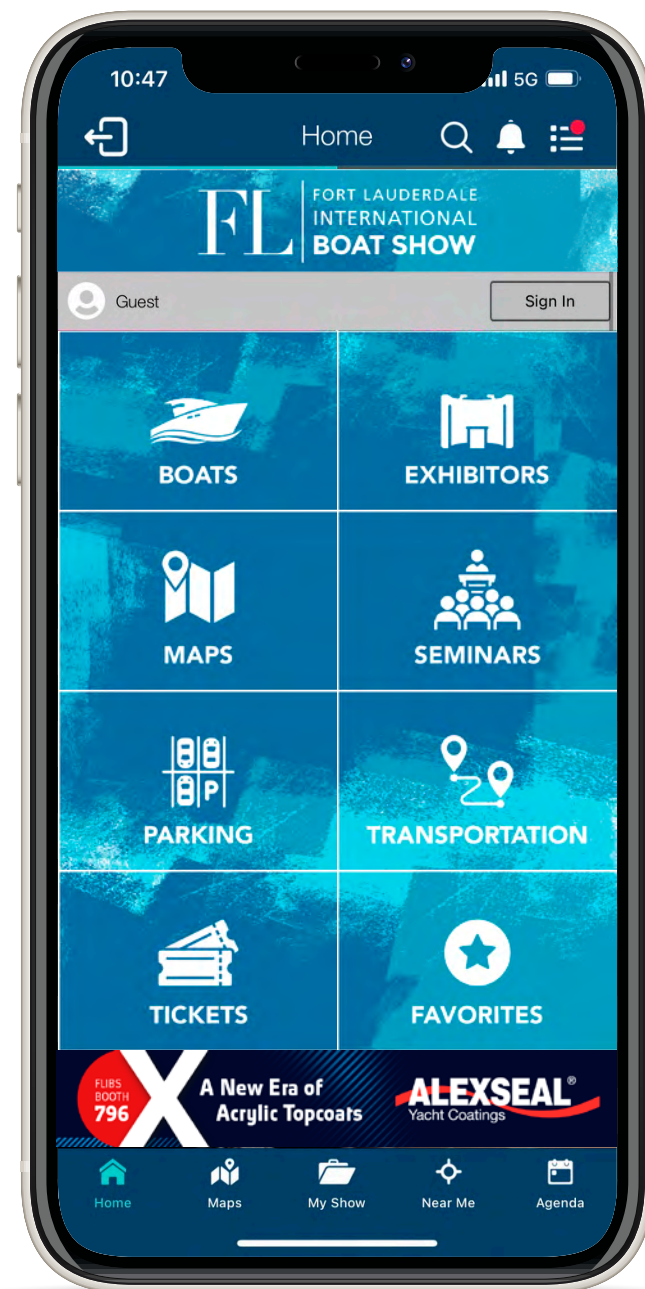 10:47
5G
Home
FL
FORT LAUDERDALE
INTERNATIONAL
BOAT SHOW
Guest
Sign In
BOATS
EXHIBITORS
MAPS
SEMINARS
P
PARKING
TRANSPORTATION
TICKETS
FAVORITES
FLIBS
BOOTH
796
X
A New Era of
Acrylic Topcoats
ALEXSEAL®
Yacht Coatings
Home
Maps
My Show
Near Me
Agenda